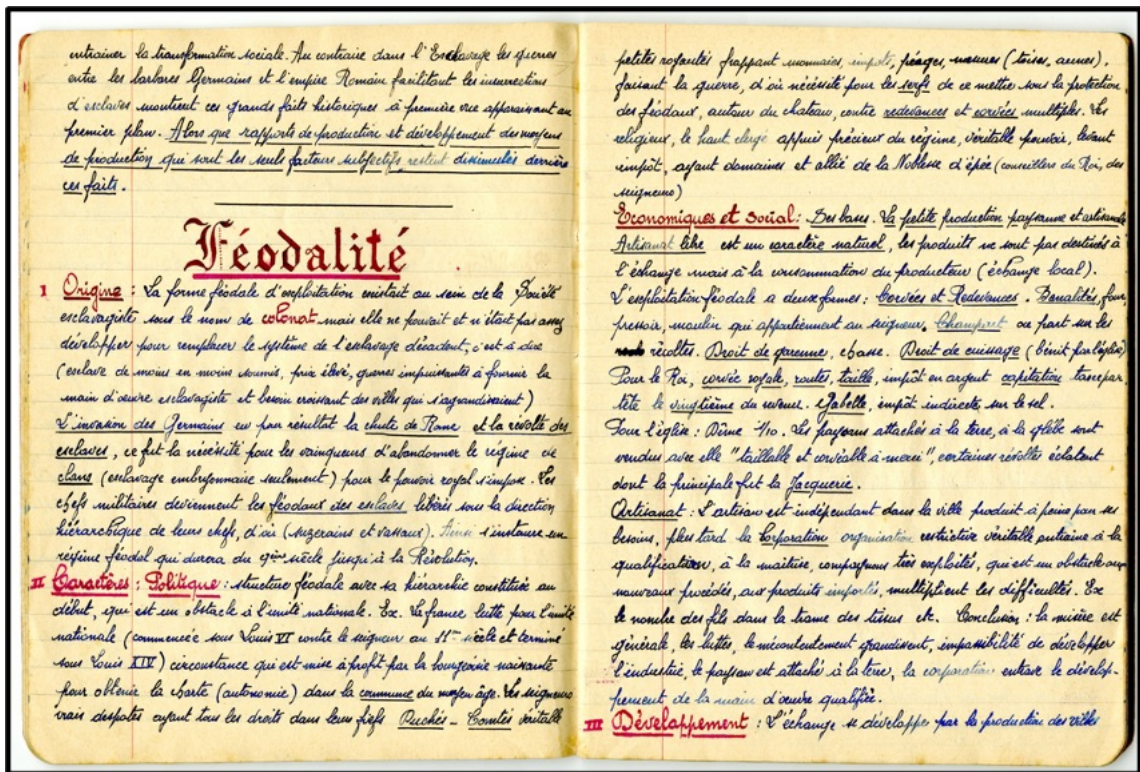 entrainer la transformation sociale. Au contraire dans l'Esclavage les guerres
entre les barbares Germains et l'empire Romain facilitant les insurrections
d'esclaves montrent ces grands faits historiques à première vue apparaissant au
premier plan. Alors que rapports de production et développement des moyens
de production qui sont les seuls facteurs subjectifs restent dissimulés derrière
ces faits.
Féodalité
I Origine : La forme féodale d'exploitation existait au sein de la Société
esclavagiste sous le nom de colonat mais elle ne pouvait et n'était pas assez
développer pour remplacer le système de l'esclavage décadent, c'est à dire
(esclave de moins en moins soumis, prix élevé, guerres impuissantes à fournir la
main d'œuvre esclavagiste et besoin croissant des villes qui s'agrandissaient)
L'invasion des Germains eu pour résultat la chute de Rome et la révolte des
esclaves, ce fut la nécessité pour les vainqueurs d'abandonner le régime de
clans (esclavage embryonnaire seulement) pour le pouvoir royal s'impose. Les
chefs militaires deviennent les féodaux des esclaves libérés sous la direction
hiérarchique de leurs chefs, d'où (suzerains et vassaux). Ainsi s'instaure un
régime féodal qui durera du siècle jusqu'à la Révolution.
II Caractères : Politique : structure féodale avec sa hiérarchie constituée au
début, qui est un obstacle à l'unité nationale. Ex. La france lutte pour l'unité
nationale (commencée sous Louis VI contre le seigneur au 11ème siècle et terminé
sous Louis XIV) circonstance qui est mise à profit par la bourgeoisie naissante
pour obtenir la charte (autonomie) dans la commune du moyen âge. Les seigneurs
vrais despotes ayant tous les droits dans leurs fiefs Duchés - Comtés véritable
petites royautés frappant monnaies, impots, péages, mesures (toises, aunes).
faisant la guerre, d'où nécessité pour les serfs de ce mettre sous la protection
des féodaux, autour du chateau, contre redevances et corvées multiples. Les
religieux, le haut clergé appuis précieux du régime, véritable pouvoir, levant
impôt, ayant domaines et allié de la Noblesse d'épée (conseillers du Roi, des
seigneurs)
Economiques et Social : Ses bases. La petite production paysanne et artisanale
Artisanat libre est un caractère naturel, les produits ne sont pas destinés à
l'échange mais à la consommation du producteur (échange local).
L'exploitation féodale a deux formes : Corvées et Redevances. Banalités, four,
pressoir, moulin qui appartiennent au seigneur, Champart ou part sur les
récoltes. Droit de garenne, chasse. Droit de cuissage (bénit par l'église)
Pour le Roi, corvée royale, routes, taille, impôt en argent capitation taxe par
tête le vingtième du revenu. Gabelle, impôt indirecte sur le sel.
Pour l'église : Dîme 1/10. Les paysans attachés à la terre, à la glèbe sont
vendus avec elle "taillable et corvéable à merci", certaines révoltes éclatent
dont la principale fut la Jacquerie.
Artisanat : L'artisan est indépendant dans la ville produit à peine pour ses
besoins, plus tard la Corporation organisation restrictive véritable entrave à la
qualification, à la maitrise, compagnons très exploités, qui est un obstacle aux
nouveaux procédés, aux produits importés, multiplient les difficultés. Ex
le nombre des fils dans la trame des tissus etc. Conclusion : la misère est
générale, les luttes, le mécontentement grandissent, impossibilité de développer
l'industrie, le paysan est attaché à la terre, la corporation entrave le dévelop-
pement de la main d'œuvre qualifiée.
III Développement : L'échange se développe par la production des villes